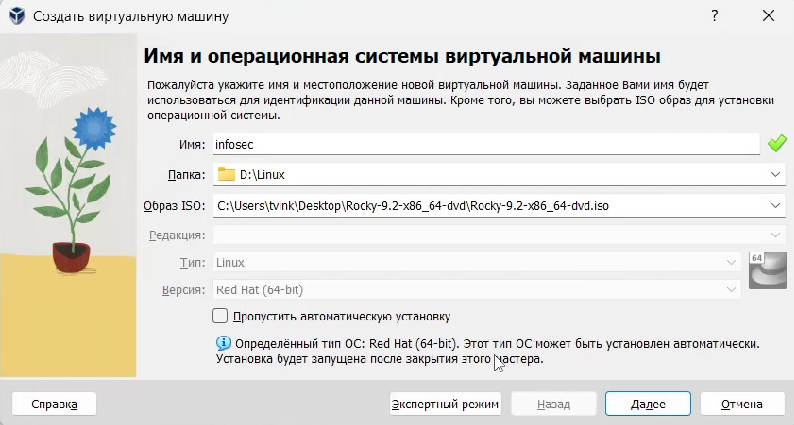 Создать виртуальную машину
?
Имя и операционная системы виртуальной машины
Пожалуйста укажите имя и местоположение новой виртуальной машины. Заданное Вами имя будет
использоваться для идентификации данной машины. Кроме того, вы можете выбрать ISO образ для установки
операционной системы.
Имя: infosec
Папка: D:\Linux
Образ ISO: C:\Users\tvink\Desktop\Rocky-9.2-x86_64-dvd\Rocky-9.2-x86_64-dvd.iso
Редакция:
Тип: Linux
64
Версия: Red Hat (64-bit)
Пропустить автоматическую установку
Определённый тип ОС: Red Hat (64-bit). Этот тип ОС может быть установлен автоматически.
Установка будет запущена после закрытия этого мастера.
Справка Экспертный режим Назад Далее Отмена